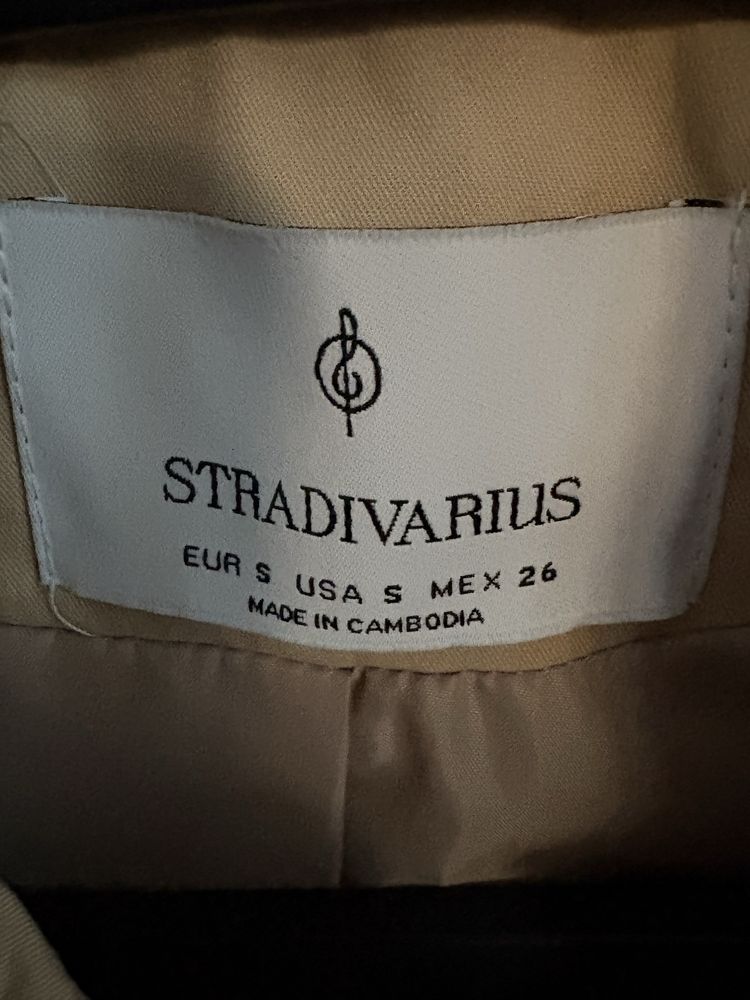 STRADIVARIUS
EUR S USA S MEX 26
MADE IN CAMBODIA